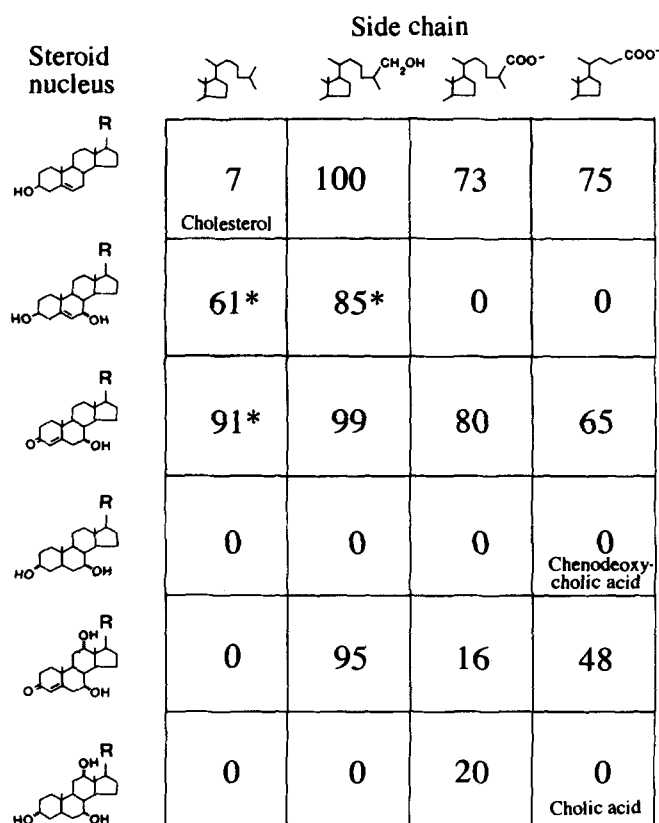 Side chain
Steroid
nucleus
CH2OH COO- COO-
R
HO
7 100 73 75
Cholesterol
R
HO OH
61* 85* 0 0
R
O OH
91* 99 80 65
R
HO OH
0 0 0 0
Chenodeoxy-
cholic acid
R
OH
O OH
0 95 16 48
R
OH
HO OH
0 0 20 0
Cholic acid